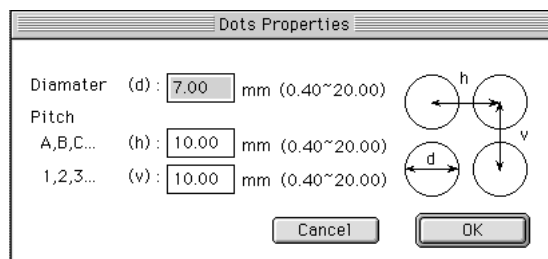 Dots Properties
Diamater (d) : 7.00 mm (0.40~20.00)
Pitch
A,B,C... (h) : 10.00 mm (0.40~20.00)
1,2,3... (v) : 10.00 mm (0.40~20.00)
h
v
d
Cancel OK